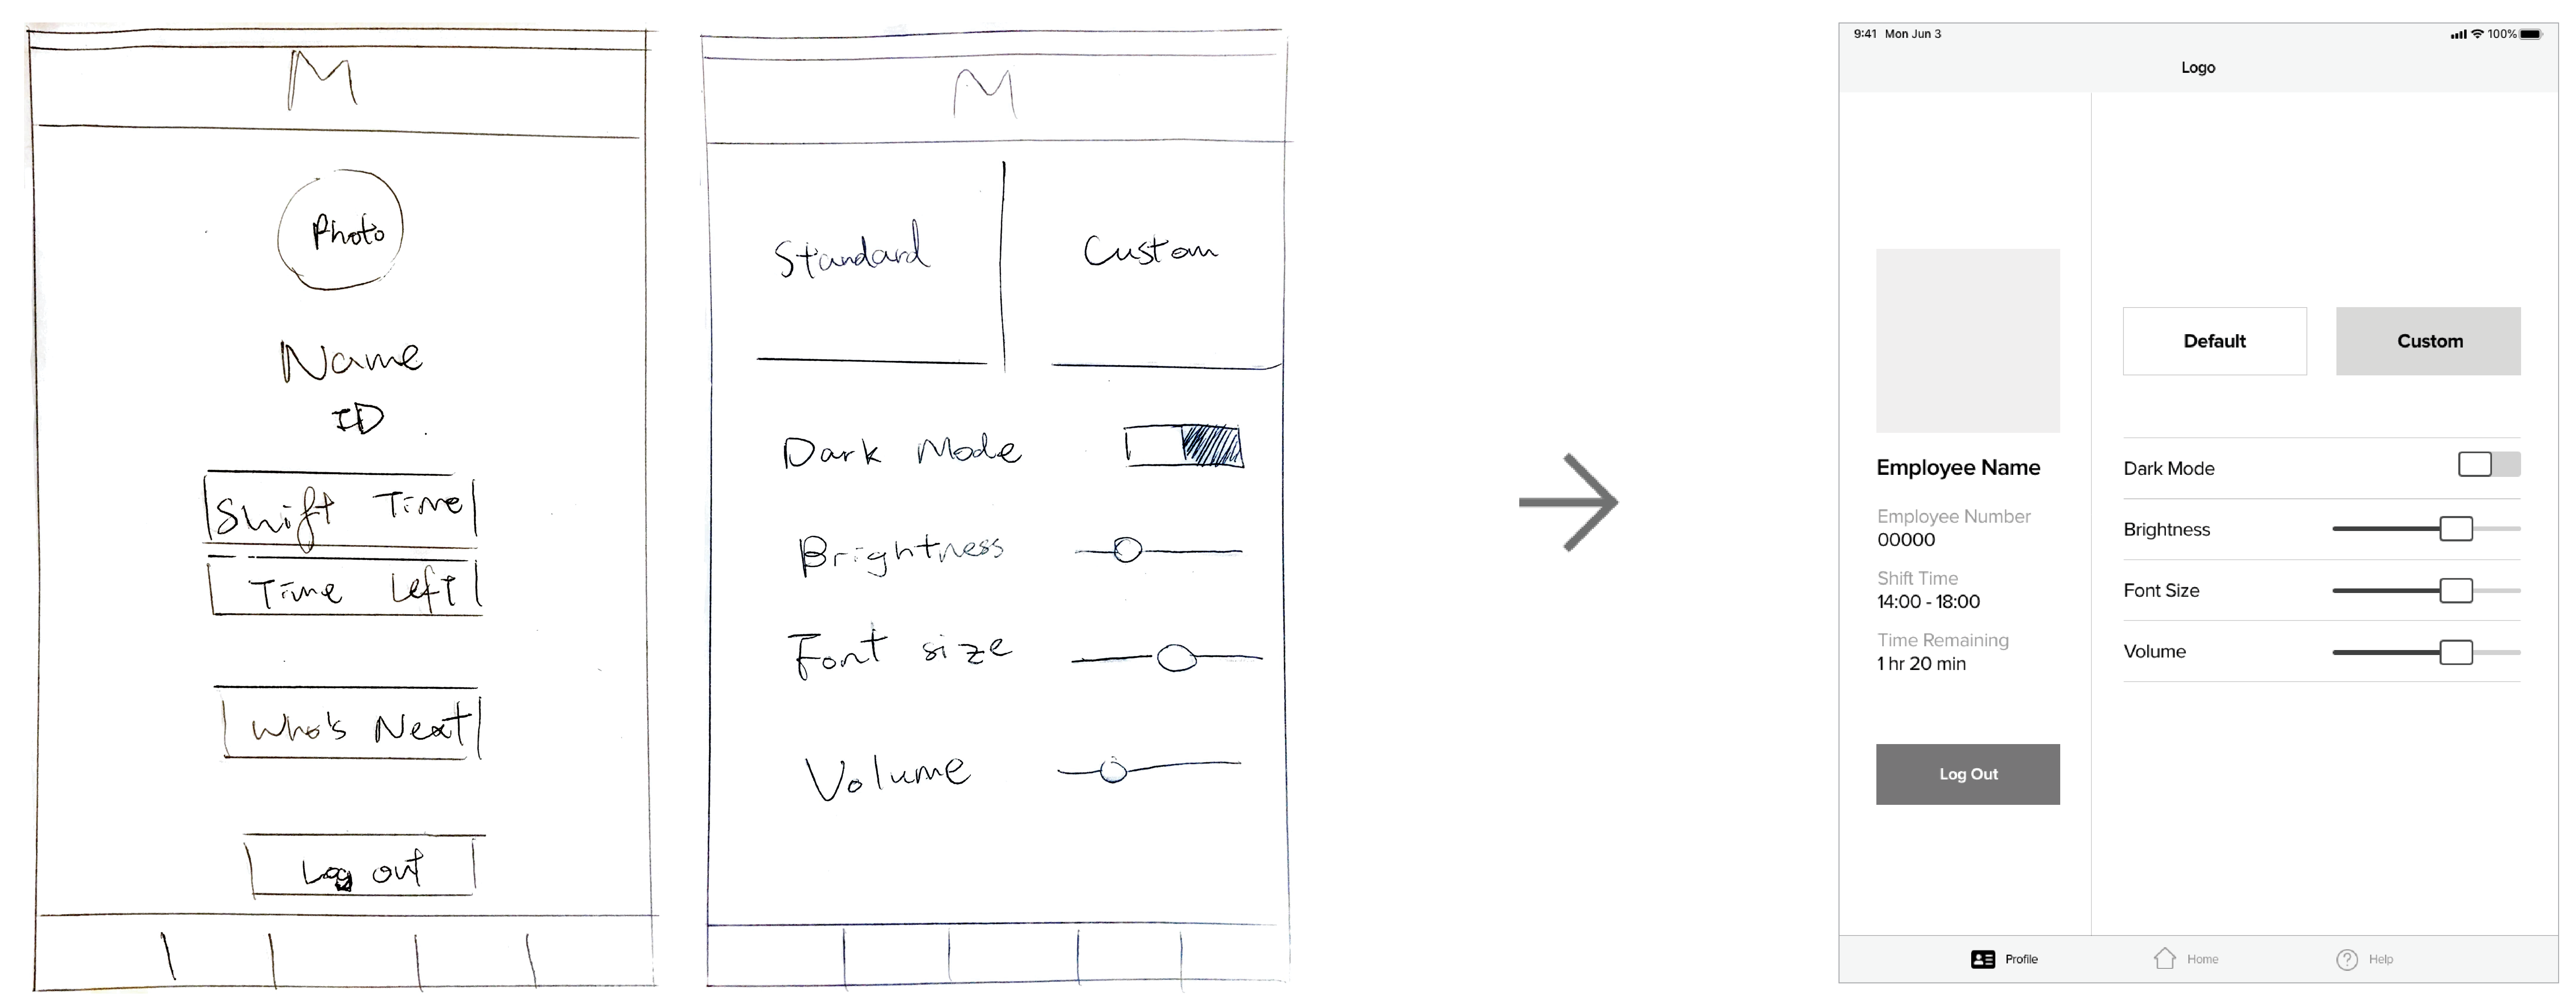 M
Photo
Name
ID
Shift Time
Time Left
Who's Next
Log out
M
Standard
Custom
Dark Mode
Brightness
Font size
Volume
9:41 Mon Jun 3
100%
Logo
Employee Name
Employee Number
00000
Shift Time
14:00 - 18:00
Time Remaining
1 hr 20 min
Log Out
Default
Custom
Dark Mode
Brightness
Font Size
Volume
Profile
Home
Help